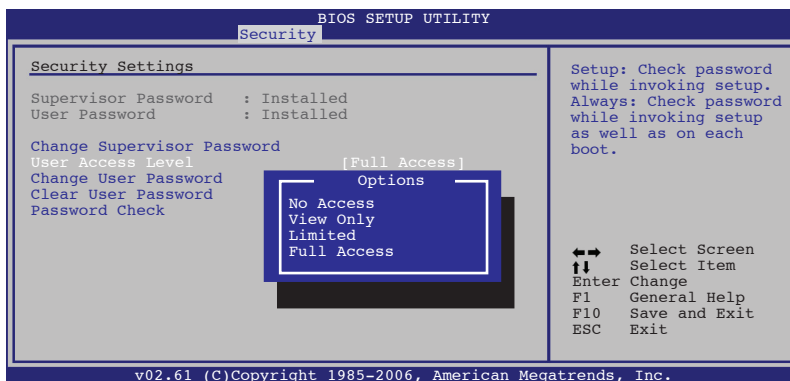 BIOS SETUP UTILITY
Security
Security Settings
Supervisor Password : Installed
User Password : Installed
Change Supervisor Password
User Access Level [Full Access]
Change User Password
Clear User Password
Password Check
Options
No Access
View Only
Limited
Full Access
Setup: Check password
while invoking setup.
Always: Check password
while invoking setup
as well as on each
boot.
←→ Select Screen
↑↓ Select Item
Enter Change
F1 General Help
F10 Save and Exit
ESC Exit
v02.61 (C)Copyright 1985-2006, American Megatrends, Inc.